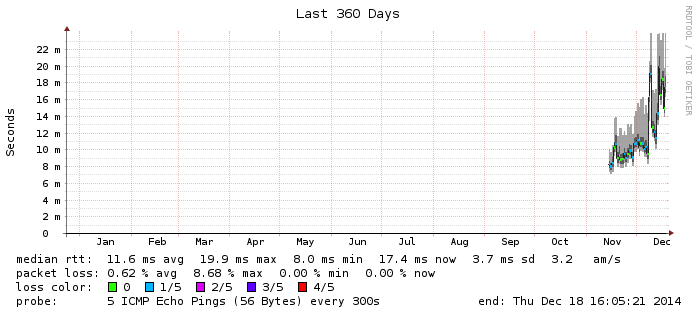 Last 360 Days
RRDTOOL / TOBI OETIKER
Seconds
22 m
20 m
18 m
16 m
14 m
12 m
10 m
8 m
6 m
4 m
2 m
0
Jan Feb Mar Apr May Jun Jul Aug Sep Oct Nov Dec
median rtt: 11.6 ms avg 19.9 ms max 8.0 ms min 17.4 ms now 3.7 ms sd 3.2 am/s
packet loss: 0.62 % avg 8.68 % max 0.00 % min 0.00 % now
loss color: 0 1/5 2/5 3/5 4/5
probe: 5 ICMP Echo Pings (56 Bytes) every 300s end: Thu Dec 18 16:05:21 2014